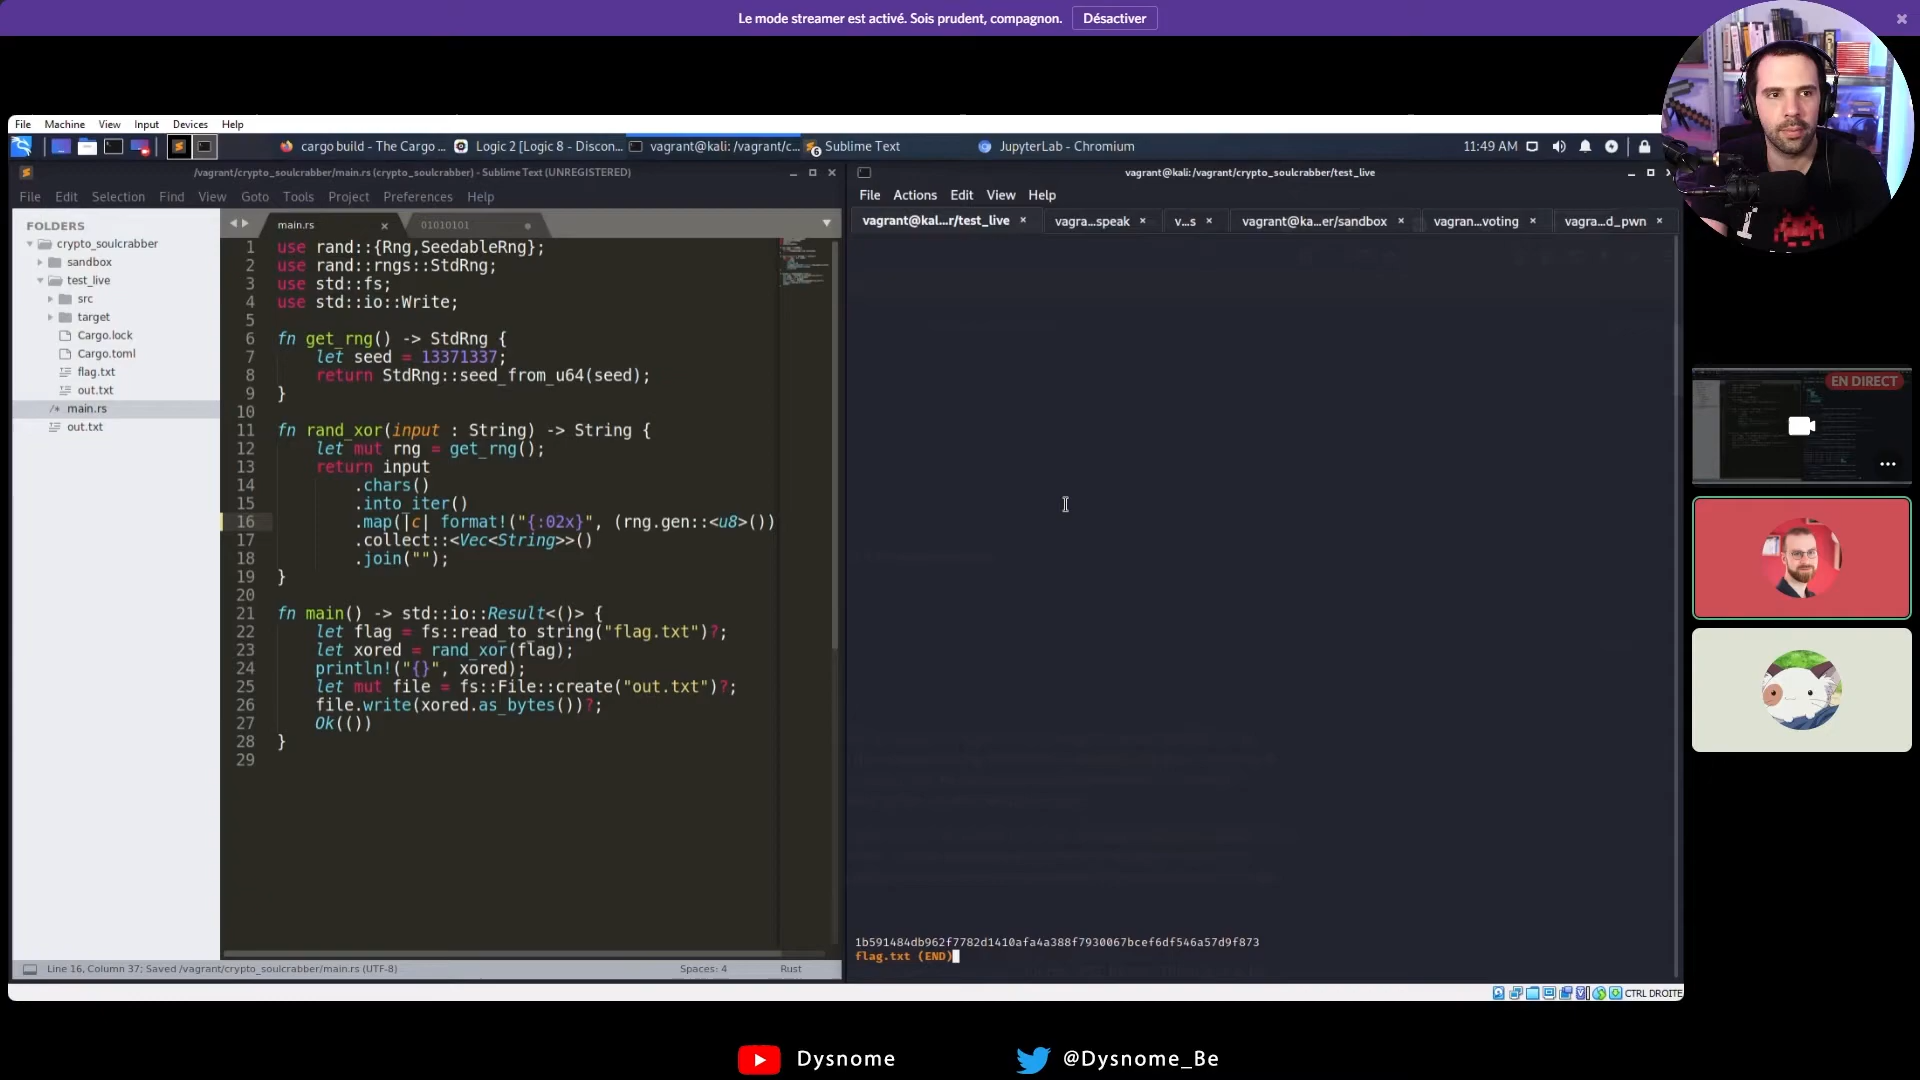 Le mode streamer est activé. Sois prudent, compagnon. Désactiver
File Machine View Input Devices Help
cargo build - The Cargo ... Logic 2 [Logic 8 - Discon... vagrant@kali: /vagrant/c... Sublime Text JupyterLab - Chromium 11:49 AM
/vagrant/crypto_soulcrabber/main.rs (crypto_soulcrabber) - Sublime Text (UNREGISTERED)
File Edit Selection Find View Goto Tools Project Preferences Help
FOLDERS
crypto_soulcrabber
sandbox
test_live
src
target
Cargo.lock
Cargo.toml
flag.txt
out.txt
main.rs
out.txt
main.rs 01010101
1 use rand::{Rng,SeedableRng};
2 use rand::rngs::StdRng;
3 use std::fs;
4 use std::io::Write;
5
6 fn get_rng() -> StdRng {
7 let seed = 13371337;
8 return StdRng::seed_from_u64(seed);
9 }
10
11 fn rand_xor(input : String) -> String {
12 let mut rng = get_rng();
13 return input
14 .chars()
15 .into_iter()
16 .map(|c| format!("{:02x}", (rng.gen::<u8>())
17 .collect::<Vec<String>>()
18 .join("");
19 }
20
21 fn main() -> std::io::Result<()> {
22 let flag = fs::read_to_string("flag.txt")?;
23 let xored = rand_xor(flag);
24 println!("{}", xored);
25 let mut file = fs::File::create("out.txt")?;
26 file.write(xored.as_bytes())?;
27 Ok(())
28 }
29
Line 16, Column 37; Saved /vagrant/crypto_soulcrabber/main.rs (UTF-8) Spaces: 4 Rust
vagrant@kali: /vagrant/crypto_soulcrabber/test_live
File Actions Edit View Help
vagrant@kal...r/test_live vagra...speak v...s vagrant@ka...er/sandbox vagran...voting vagra...d_pwn
1b591484db962f7782d1410afa4a388f7930067bcef6df546a57d9f873
flag.txt (END)
CTRL DROITE
EN DIRECT
Dysnome @Dysnome_Be